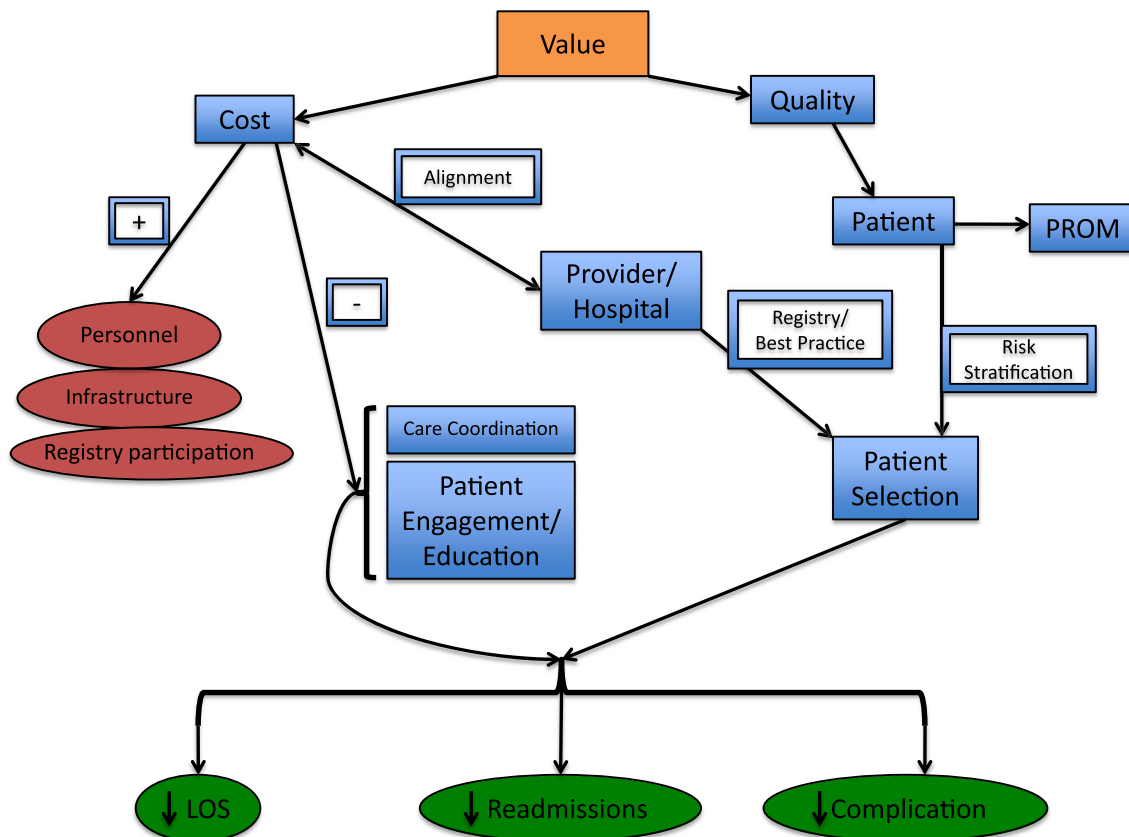 Value
Cost
Quality
Alignment
+
Patient
PROM
Provider/
Hospital
-
Registry/
Best Practice
Personnel
Risk
Stratification
Infrastructure
Care Coordination
Registry participation
Patient
Selection
Patient
Engagement/
Education
↓ LOS
↓ Readmissions
↓ Complication